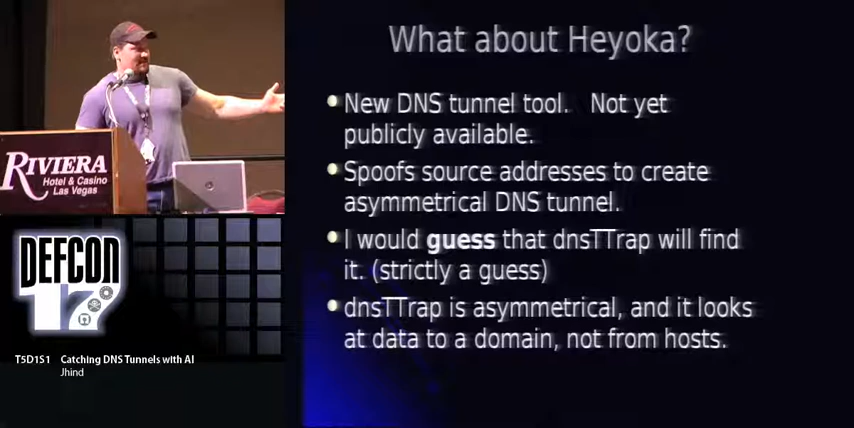 What about Heyoka?
New DNS tunnel tool. Not yet
publicly available.
Spoofs source addresses to create
asymmetrical DNS tunnel.
I would guess that dnsTTrap will find
it. (strictly a guess)
dnsTTrap is asymmetrical, and it looks
at data to a domain, not from hosts.
RIVIERA
Hotel & Casino
Las Vegas
DEFCON
17
T5D1S1 Catching DNS Tunnels with AI
Jhind